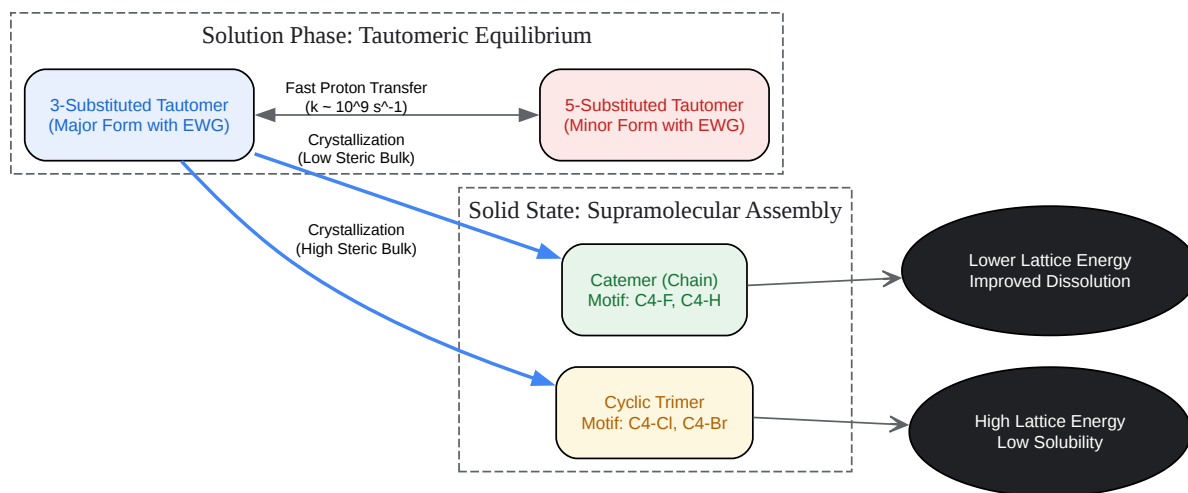 Solution Phase: Tautomeric Equilibrium
3-Substituted Tautomer
(Major Form with EWG)
Fast Proton Transfer
(k ~ 10^9 s^-1)
5-Substituted Tautomer
(Minor Form with EWG)
Crystallization
(Low Steric Bulk)
Crystallization
(High Steric Bulk)
Solid State: Supramolecular Assembly
Catemer (Chain)
Motif: C4-F, C4-H
Lower Lattice Energy
Improved Dissolution
Cyclic Trimer
Motif: C4-Cl, C4-Br
High Lattice Energy
Low Solubility